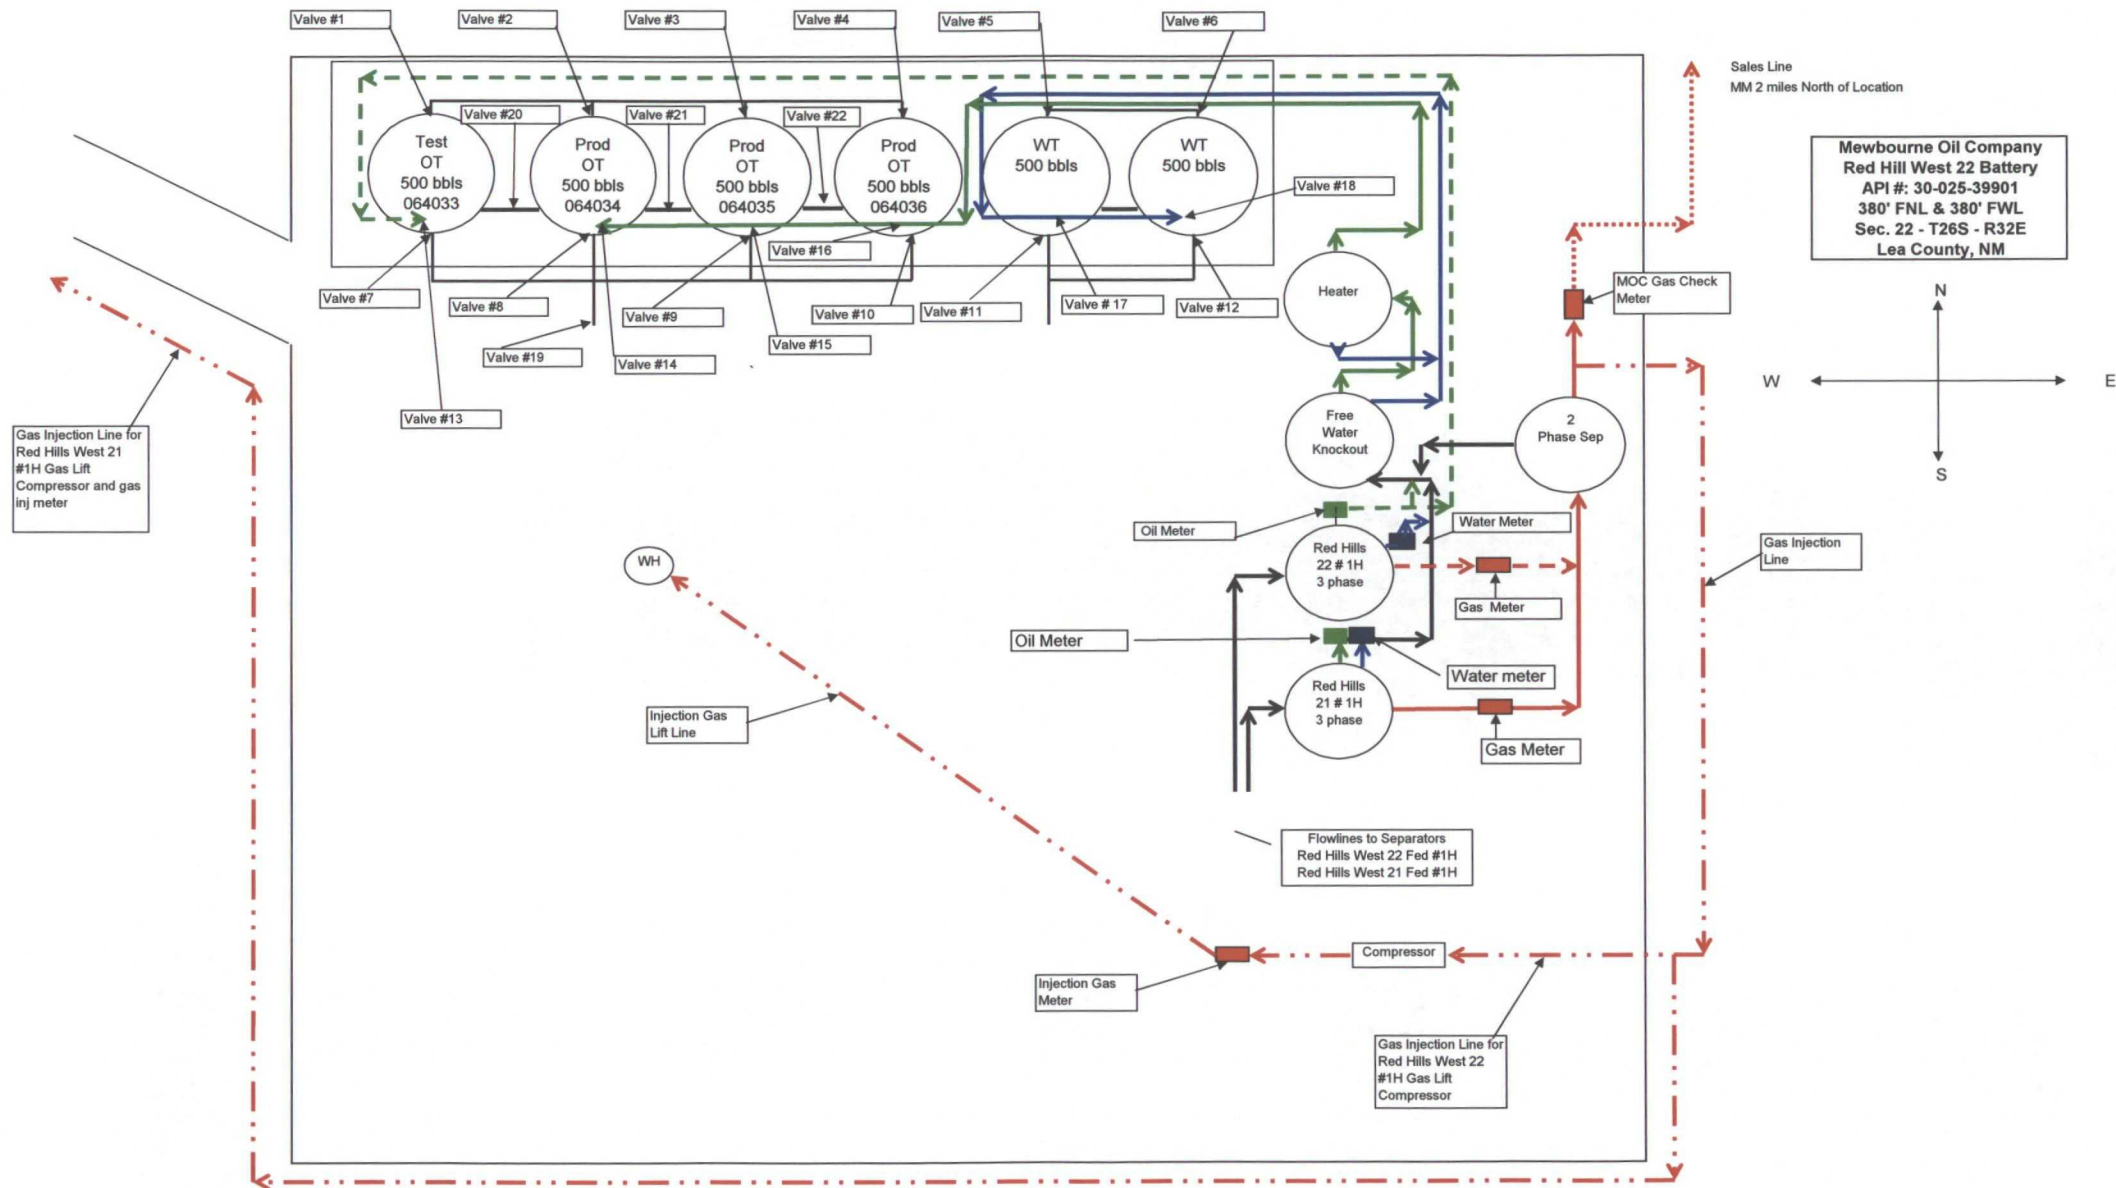 Valve #1
Valve #2
Valve #3
Valve #4
Valve #5
Valve #6
Sales Line
MM 2 miles North of Location
Valve #20
Valve #21
Valve #22
Test
OT
500 bbls
064033
Prod
OT
500 bbls
064034
Prod
OT
500 bbls
064035
Prod
OT
500 bbls
064036
WT
500 bbls
WT
500 bbls
Valve #18
Mewbourne Oil Company
Red Hill West 22 Battery
API #: 30-025-39901
380' FNL & 380' FWL
Sec. 22 - T26S - R32E
Lea County, NM
Valve #16
Valve #7
Valve #8
Valve #9
Valve #10
Valve #11
Valve # 17
Valve #12
Heater
MOC Gas Check
Meter
N
W
E
S
Valve #19
Valve #14
Valve #15
Valve #13
Gas Injection Line for
Red Hills West 21
#1H Gas Lift
Compressor and gas
inj meter
Free
Water
Knockout
2
Phase Sep
Oil Meter
Water Meter
Red Hills
22 # 1H
3 phase
Gas Meter
Gas Injection
Line
WH
Oil Meter
Water meter
Red Hills
21 # 1H
3 phase
Gas Meter
Injection Gas
Lift Line
Flowlines to Separators
Red Hills West 22 Fed #1H
Red Hills West 21 Fed #1H
Compressor
Injection Gas
Meter
Gas Injection Line for
Red Hills West 22
#1H Gas Lift
Compressor